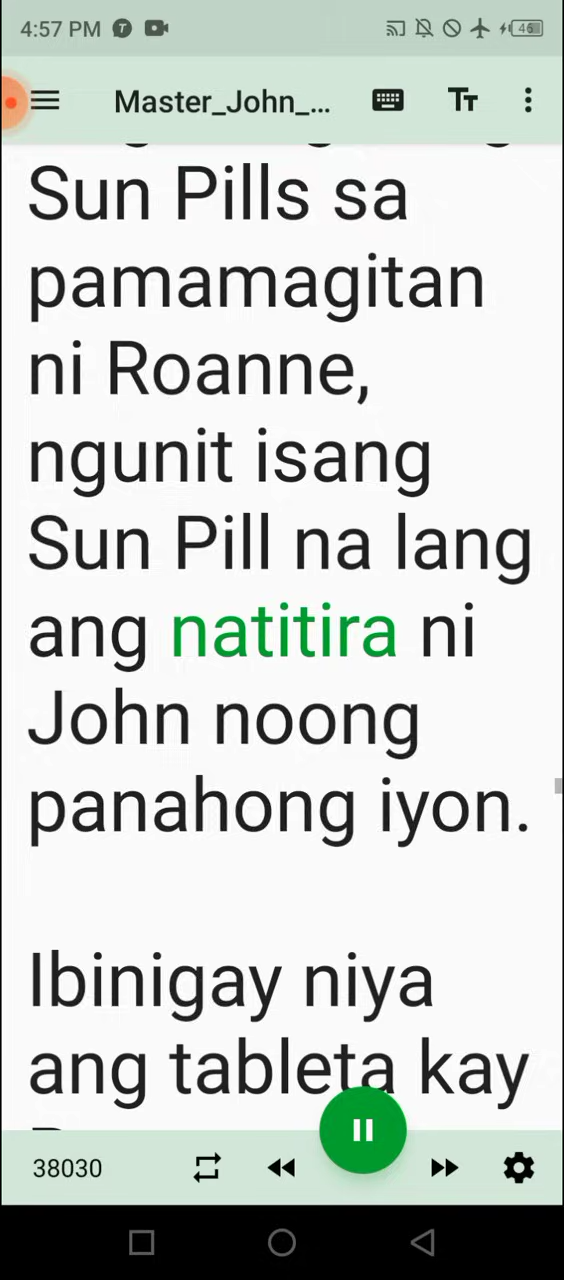 4:57 PM
46
Master_John_...
Sun Pills sa
pamamagitan
ni Roanne,
ngunit isang
Sun Pill na lang
ang natitira ni
John noong
panahong iyon.
Ibinigay niya
ang tableta kay
38030